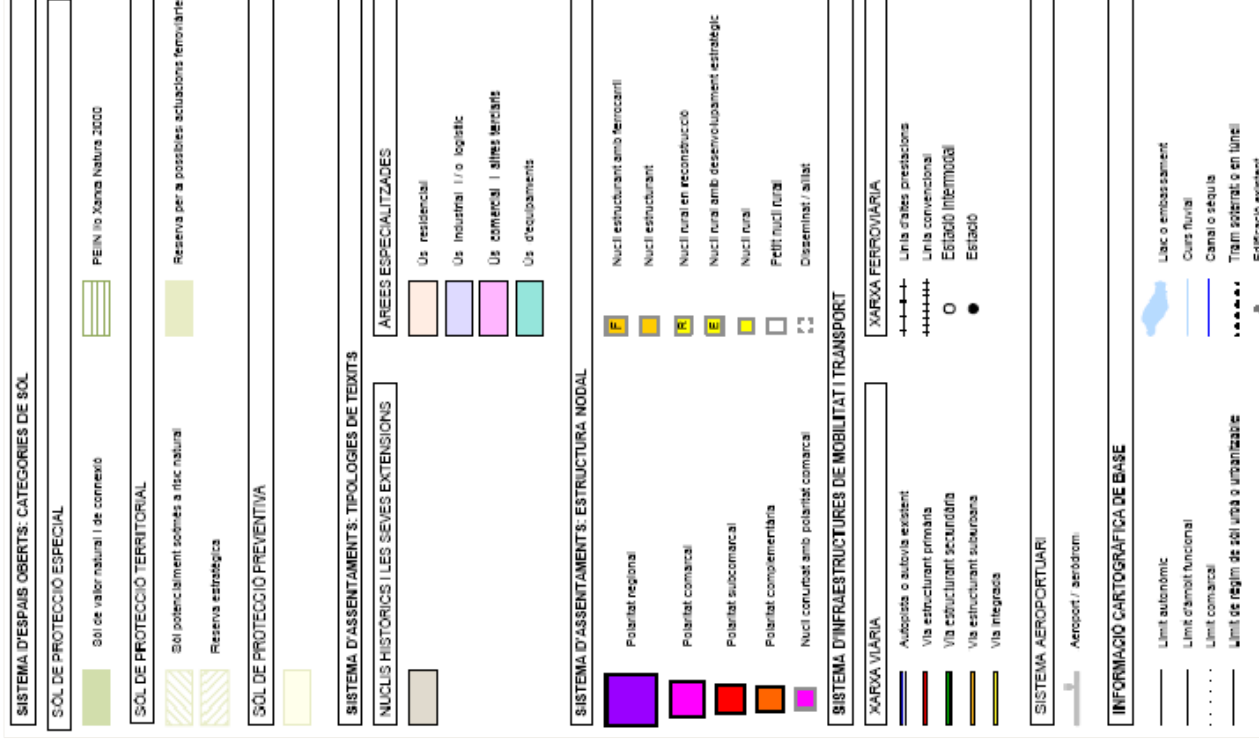 SISTEMA D'ESPAIS OBERTS: CATEGORIES DE SÒL
SÒL DE PROTECCIÓ ESPECIAL
Sòl de valor natural i de connexió
PEIN i/o Xarxa Natura 2000
SÒL DE PROTECCIÓ TERRITORIAL
Sòl potencialment sotmès a risc natural
Reserva per a possibles actuacions ferroviàries
Reserva estratègica
SÒL DE PROTECCIÓ PREVENTIVA
SISTEMA D'ASSENTAMENTS: TIPOLOGIES DE TEIXITS
NUCLIS HISTÒRICS I LES SEVES EXTENSIONS
ÀREES ESPECIALITZADES
Ús residencial
Ús industrial i / o logístic
Ús comercial i altres terciaris
Ús d'equipaments
SISTEMA D'ASSENTAMENTS: ESTRUCTURA NODAL
Polaritat regional
Polaritat comarcal
Polaritat subcomarcal
Polaritat complementària
Nucli conurbat amb polaritat comarcal
F Nucli estructurant amb ferrocarril
Nucli estructurant
R Nucli rural en reconstrucció
E Nucli rural amb desenvolupament estratègic
Nucli rural
Petit nucli rural
Disseminat / aïllat
SISTEMA D'INFRAESTRUCTURES DE MOBILITAT I TRANSPORT
XARXA VIÀRIA
Autopista o autovia existent
Via estructurant primària
Via estructurant secundària
Via estructurant suburbana
Via integrada
XARXA FERROVIÀRIA
Línia d'altes prestacions
Línia convencional
Estació intermodal
Estació
SISTEMA AEROPORTUARI
Aeroport / aeròdrom
INFORMACIÓ CARTOGRÀFICA DE BASE
Límit autonòmic
Límit d'àmbit funcional
Límit comarcal
Límit de règim de sòl urbà o urbanitzable
Llac o embassament
Curs fluvial
Canal o sèquia
Tram soterrat o en túnel
Edificació existent